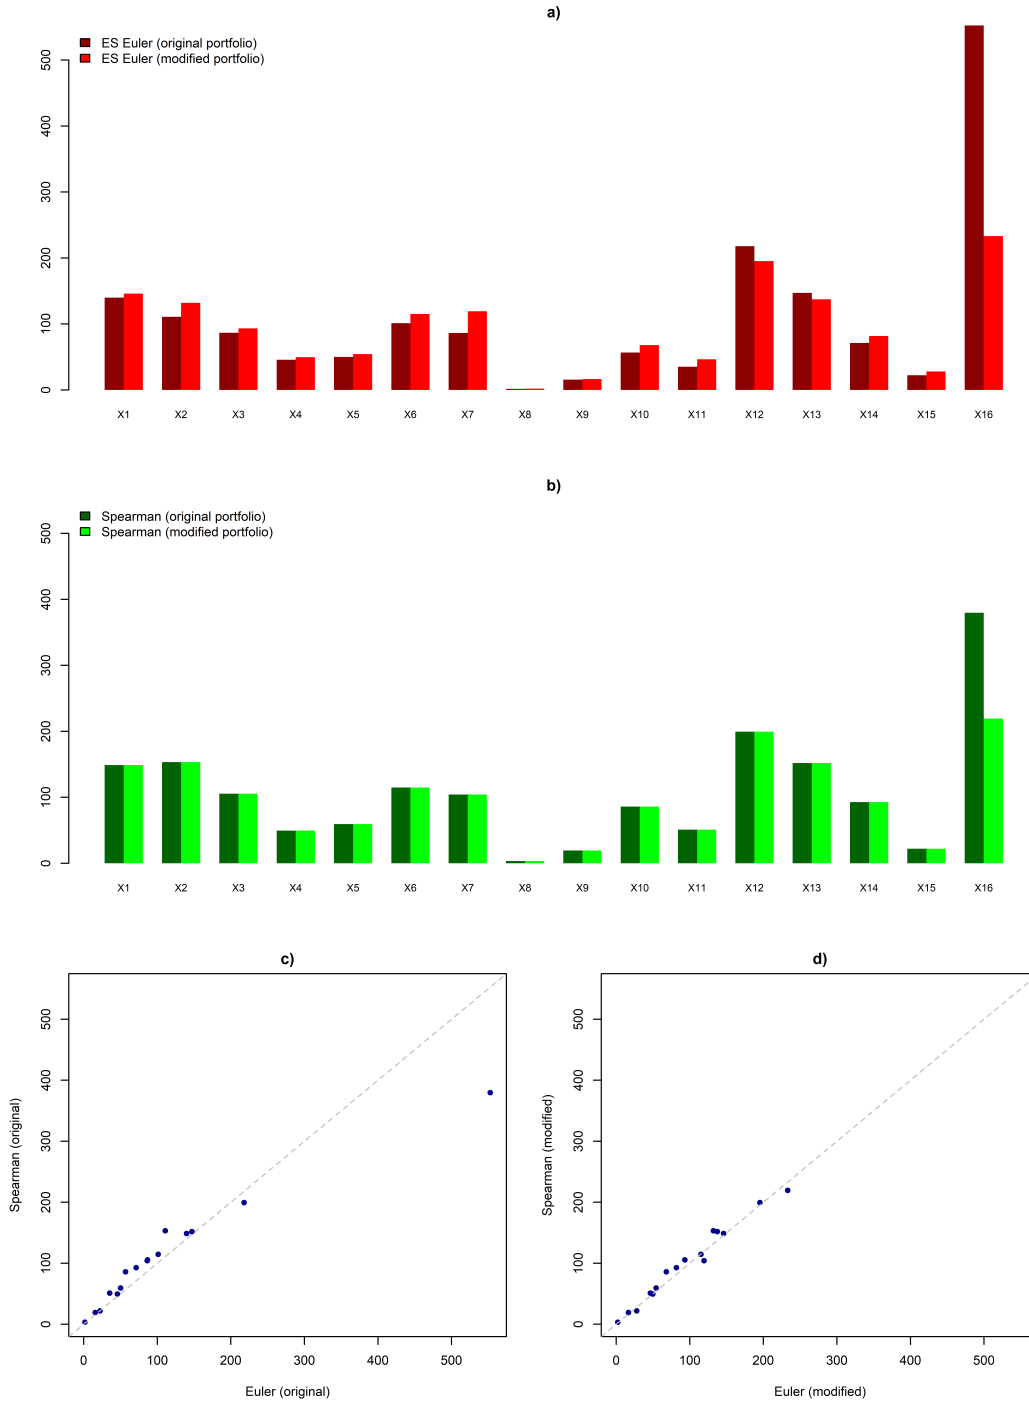 a)
ES Euler (original portfolio)
ES Euler (modified portfolio)
500
400
300
200
100
0
X1 X2 X3 X4 X5 X6 X7 X8 X9 X10 X11 X12 X13 X14 X15 X16
b)
Spearman (original portfolio)
Spearman (modified portfolio)
500
400
300
200
100
0
X1 X2 X3 X4 X5 X6 X7 X8 X9 X10 X11 X12 X13 X14 X15 X16
c)
Spearman (original)
500
400
300
200
100
0
0 100 200 300 400 500
Euler (original)
d)
Spearman (modified)
500
400
300
200
100
0
0 100 200 300 400 500
Euler (modified)